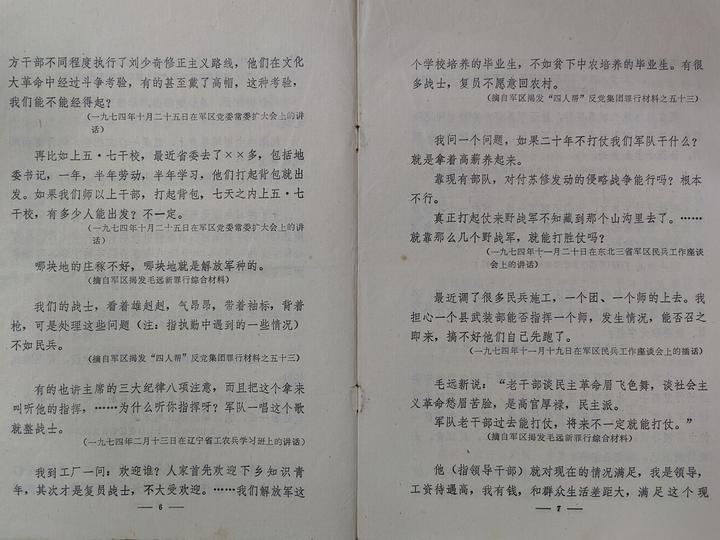 方干部不同程度执行了刘少奇修正主义路线，他们在文化
大革命中经过斗争考验，有的甚至戴了高帽，这种考验，
我们能不能经得起？
（一九七四年十月二十五日在军区党委常委扩大会上的讲
话）
再比如上五·七干校，最近省委去了××多，包括地
委书记，一年，半年劳动，半年学习，他们打起背包就出
发。如果我们师以上干部，打起背包，七天之内上五·七
干校，有多少人能出发？不一定。
（一九七四年十月二十五日在军区党委常委扩大会上的讲
话）
哪块地的庄稼不好，哪块地就是解放军种的。
（摘自军区揭发毛远新罪行综合材料）
我们的战士，看着雄赳赳，气昂昂，带着袖标，背着
枪，可是处理这些问题（注：指执勤中遇到的一些情况）
不如民兵。
（摘自军区揭发“四人帮”反党集团罪行材料之五十三）
有的也讲主席的三大纪律八项注意，而且把这个拿来
叫听他的指挥，……为什么听你指挥呀？军队一唱这个歌
就整战士。
（一九七四年二月十三日在辽宁省工农兵学习班上的讲话）
我到工厂一问：欢迎谁？人家首先欢迎下乡知识青
年，其次才是复员战士，不大受欢迎。……我们解放军这
— 6 —
个学校培养的毕业生，不如贫下中农培养的毕业生。有很
多战士，复员不愿意回农村。
（摘自军区揭发“四人帮”反党集团罪行材料之五十三）
我问一个问题，如果二十年不打仗我们军队干什么？
就是拿着高薪养起来。
靠现有部队，对付苏修发动的侵略战争能行吗？根本
不行。
真正打起仗来野战军不知藏到那个山沟里去了。……
就靠那么几个野战军，就能打胜仗吗？
（一九七四年十一月二十日在东北三省军区民兵工作座谈
会上的讲话）
最近调了很多民兵施工，一个团、一个师的上去。我
担心一个县武装部能否指挥一个师，发生情况，能否召之
即来，搞不好他们自己先跑了。
（一九七四年十一月十九日在军区民兵工作座谈会上的插话）
毛远新说：“老干部谈民主革命眉飞色舞，谈社会主
义革命愁眉苦脸，是高官厚禄，民主派。
军队老干部过去能打仗，将来不一定就能打仗。”
（摘自军区揭发毛远新罪行綜合材料）
他（指领导干部）就对现在的情况满足，我是领导，
工资待遇高，我有钱，和群众生活差距大，满足这个现
— 7 —